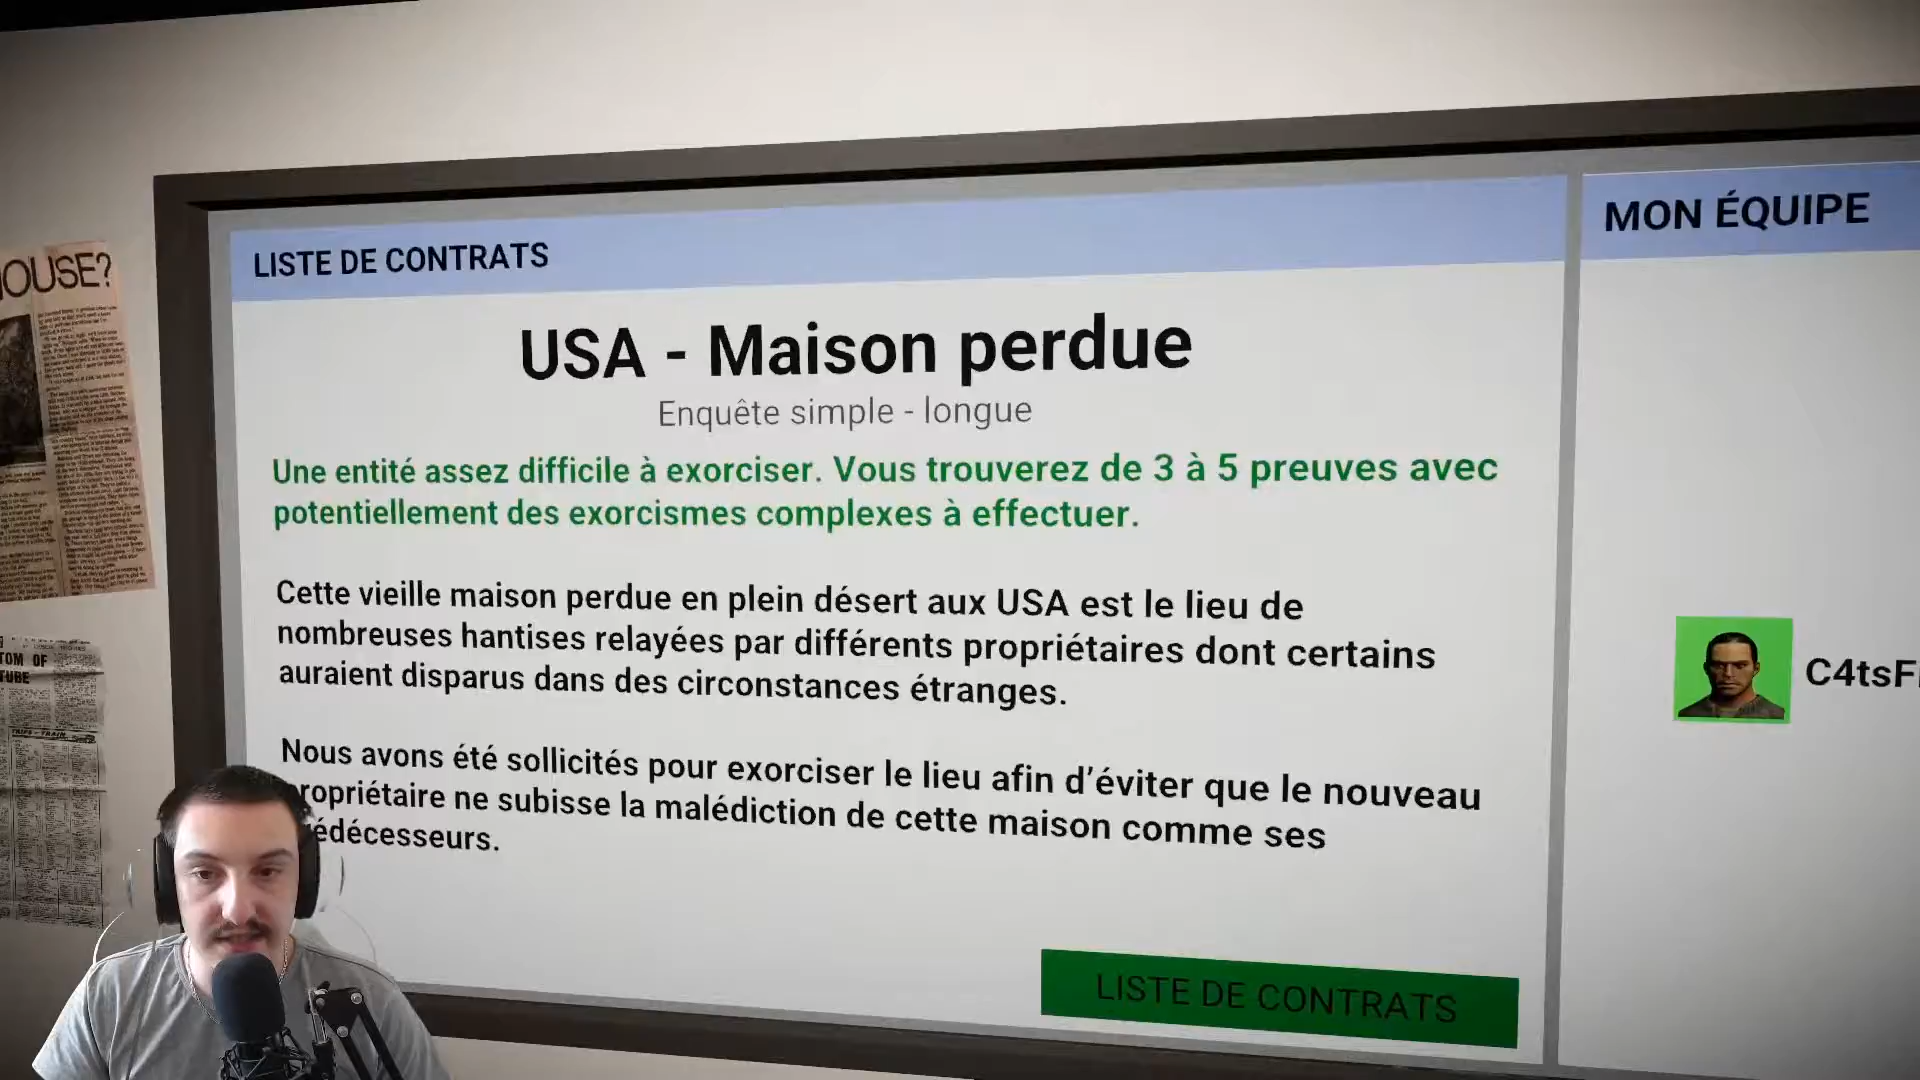 OUSE?
TOM OF
TUBE
LISTE DE CONTRATS
USA - Maison perdue
Enquête simple - longue
Une entité assez difficile à exorciser. Vous trouverez de 3 à 5 preuves avec
potentiellement des exorcismes complexes à effectuer.
Cette vieille maison perdue en plein désert aux USA est le lieu de
nombreuses hantises relayées par différents propriétaires dont certains
auraient disparus dans des circonstances étranges.
Nous avons été sollicités pour exorciser le lieu afin d'éviter que le nouveau
ropriétaire ne subisse la malédiction de cette maison comme ses
édécesseurs.
LISTE DE CONTRATS
MON ÉQUIPE
C4tsF